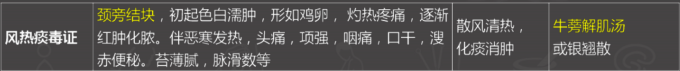 风热痰毒证
颈旁结块，初起色白濡肿，形如鸡卵， 灼热疼痛，逐渐
红肿化脓。伴恶寒发热，头痛，项强，咽痛，口干，溲
赤便秘。苔薄腻，脉滑数等
散风清热，
化痰消肿
牛蒡解肌汤
或银翘散